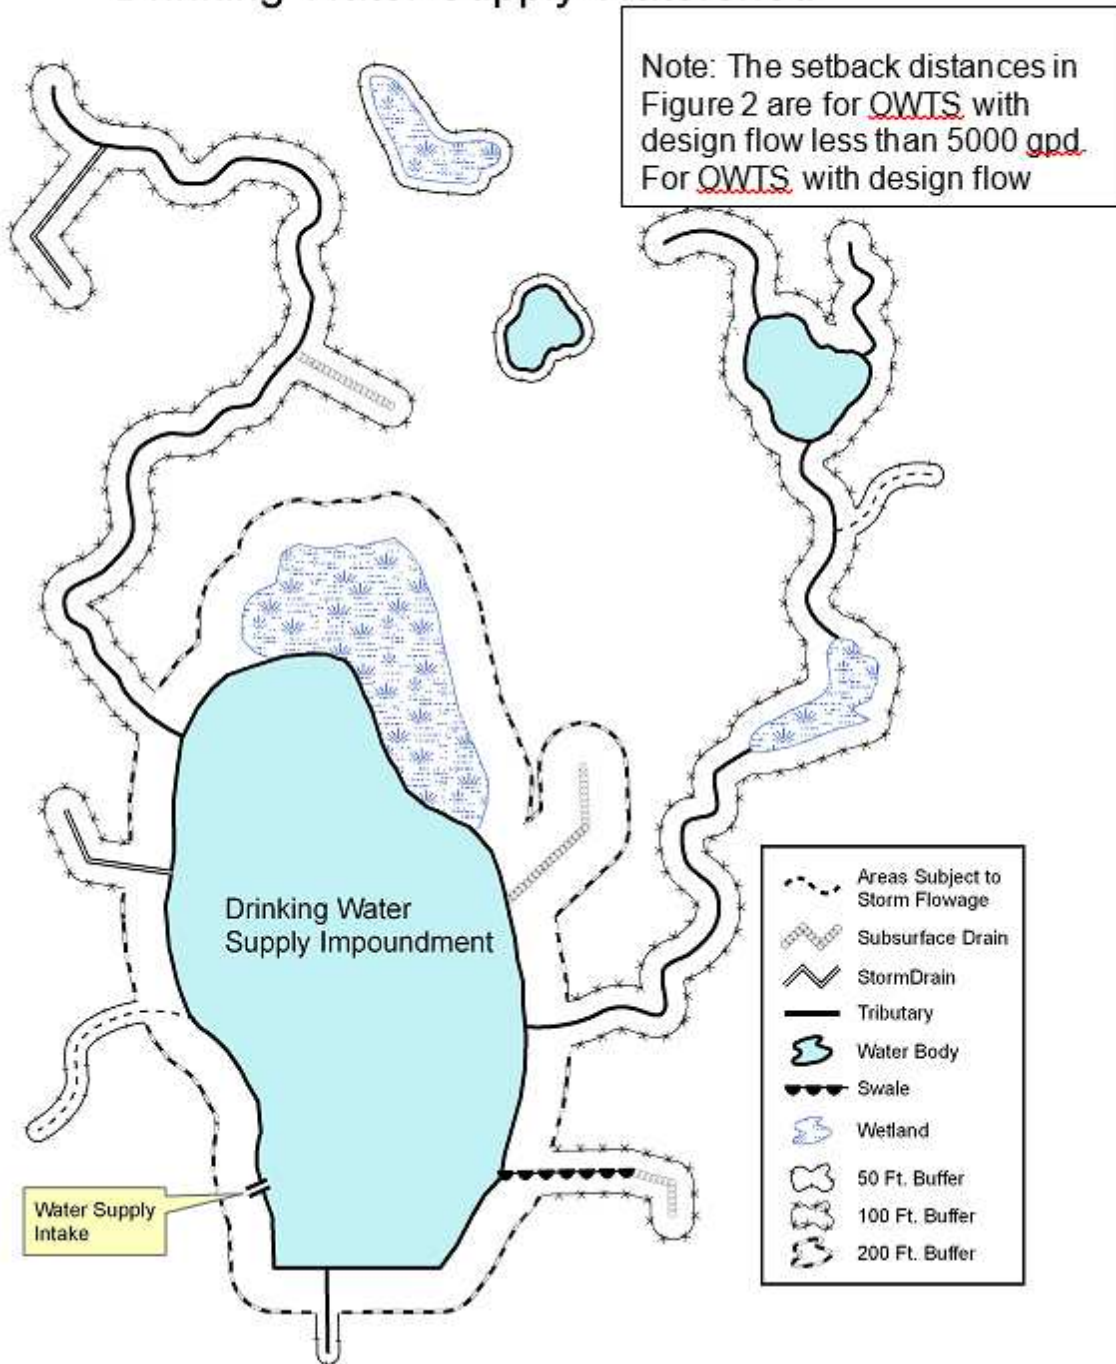 Note: The setback distances in
Figure 2 are for OWTS with
design flow less than 5000 gpd
For OWTS with design flow
Drinking Water
Supply Impoundment
Water Supply
Intake
Areas Subject to
Storm Flowage
Subsurface Drain
StormDrain
Tributary
Water Body
Swale
Wetland
50 Ft. Buffer
100 Ft. Buffer
200 Ft. Buffer